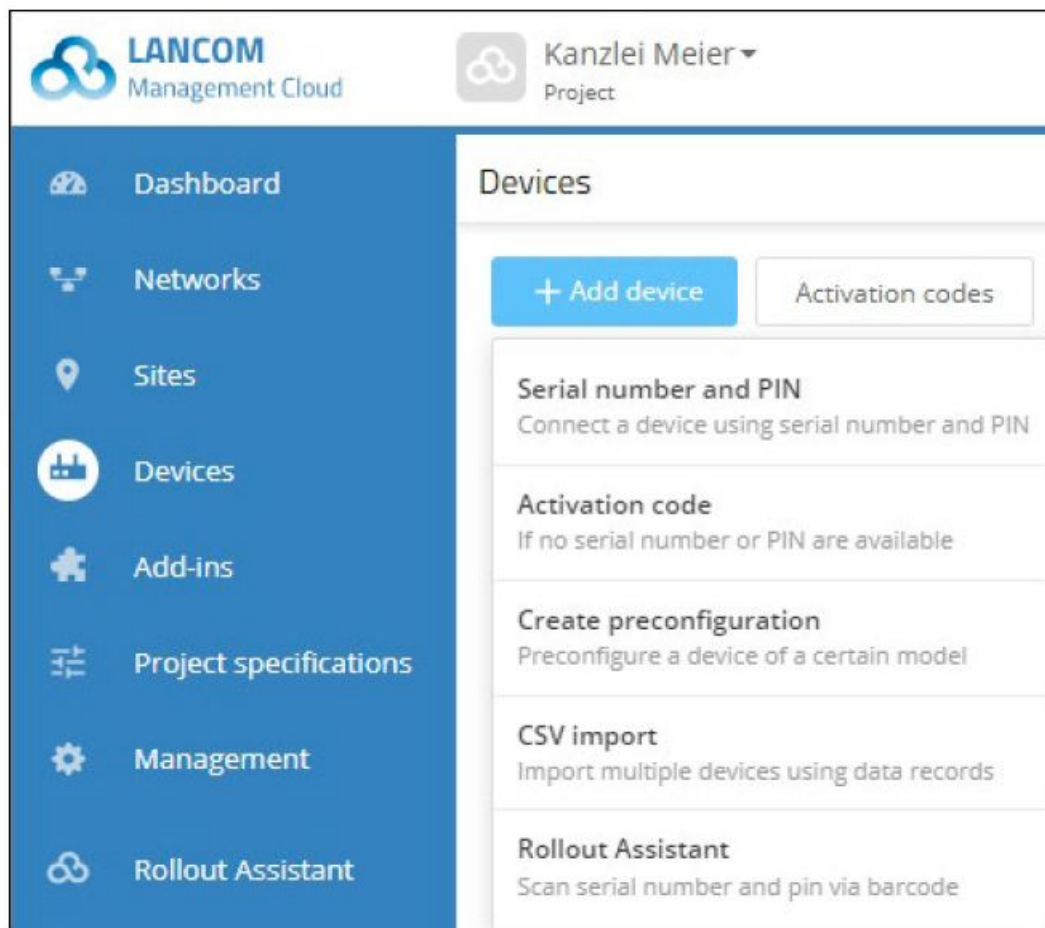 LANCOM
Management Cloud
Kanzlei Meier
Project
Dashboard
Networks
Sites
Devices
Add-ins
Project specifications
Management
Rollout Assistant
Devices
+ Add device
Activation codes
Serial number and PIN
Connect a device using serial number and PIN
Activation code
If no serial number or PIN are available
Create preconfiguration
Preconfigure a device of a certain model
CSV import
Import multiple devices using data records
Rollout Assistant
Scan serial number and pin via barcode